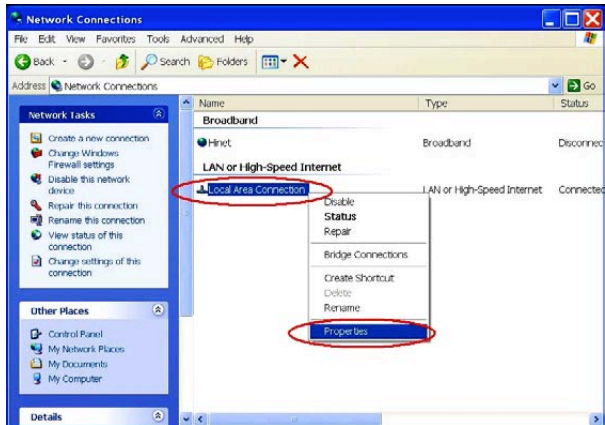 Network Connections
File Edit View Favorites Tools Advanced Help
Back Search Folders
Address Network Connections Go
Network Tasks
Create a new connection
Change Windows
Firewall settings
Disable this network
device
Repair this connection
Rename this connection
View status of this
connection
Change settings of this
connection
Other Places
Control Panel
My Network Places
My Documents
My Computer
Details
Name Type Status
Broadband
Hinet Broadband Disconnec
LAN or High-Speed Internet
Local Area Connection LAN or High-Speed Internet Connected
Disable
Status
Repair
Bridge Connections
Create Shortcut
Delete
Rename
Properties